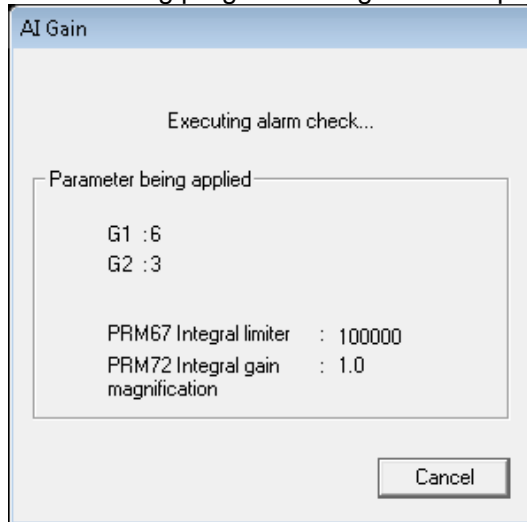 AI Gain
Executing alarm check...
Parameter being applied
G1 :6
G2 :3
PRM67 Integral limiter : 100000
PRM72 Integral gain : 1.0
magnification
Cancel